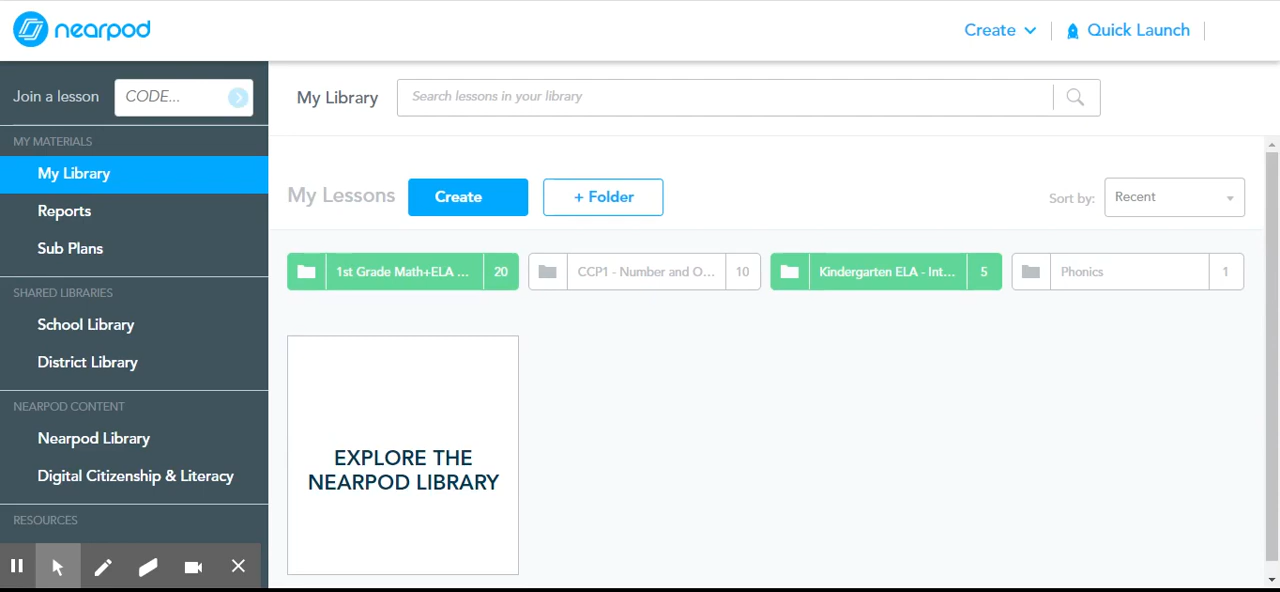 nearpod
Create
Quick Launch
Join a lesson
CODE...
MY MATERIALS
My Library
Reports
Sub Plans
SHARED LIBRARIES
School Library
District Library
NEARPOD CONTENT
Nearpod Library
Digital Citizenship & Literacy
RESOURCES
My Library
Search lessons in your library
My Lessons
Create
+ Folder
Sort by:
Recent
1st Grade Math+ELA ...
20
CCP1 - Number and O...
10
Kindergarten ELA - Int...
5
Phonics
1
EXPLORE THE
NEARPOD LIBRARY